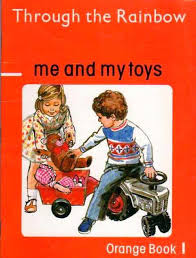 Through the Rainbow
me and my toys
Orange Book 1